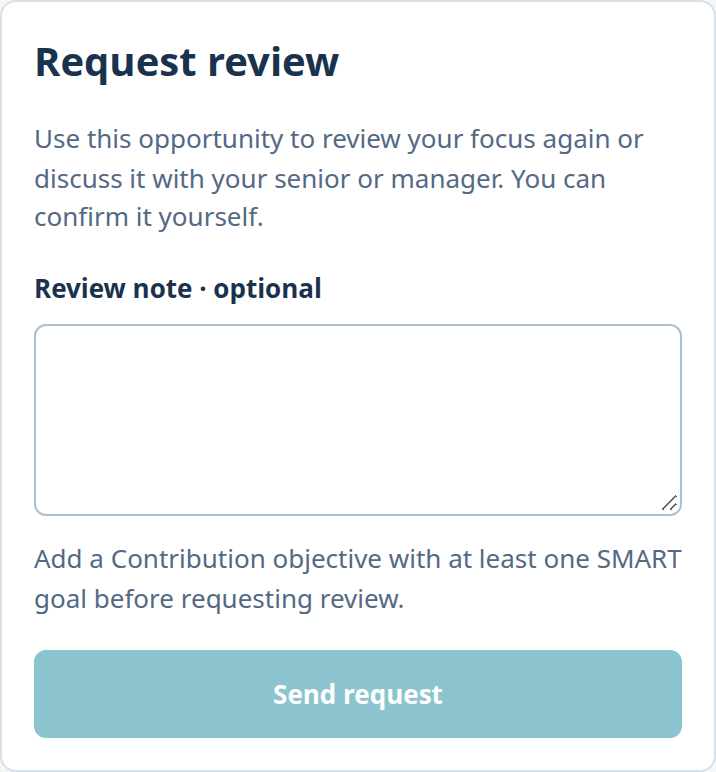 Request review
Use this opportunity to review your focus again or
discuss it with your senior or manager. You can
confirm it yourself.
Review note · optional
Add a Contribution objective with at least one SMART
goal before requesting review.
Send request